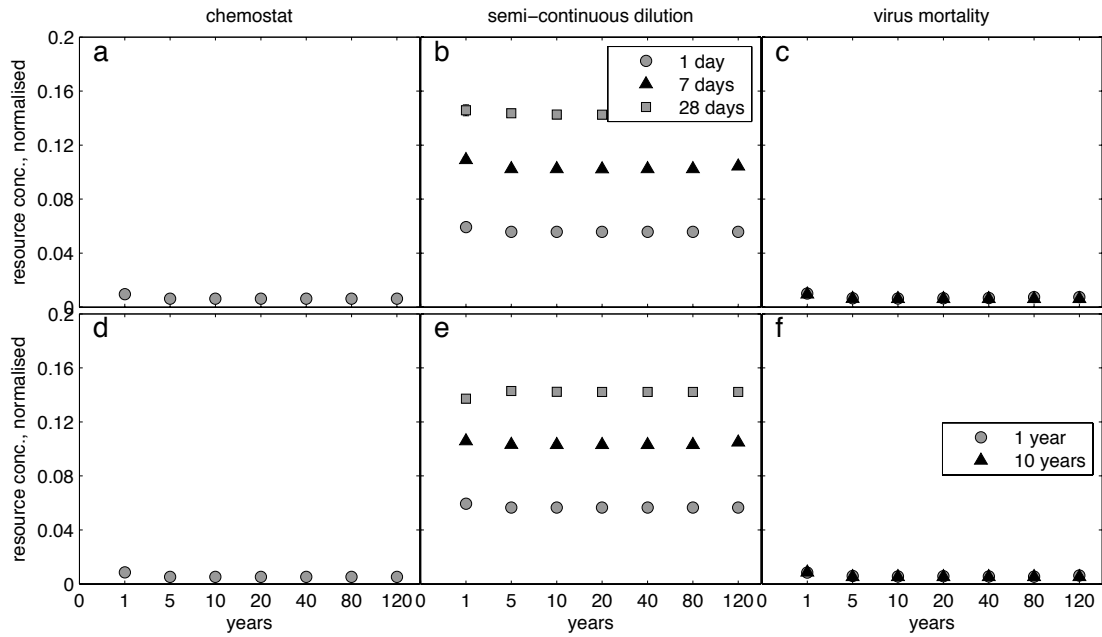 chemostat semi-continuous dilution virus mortality
0.2 a b c
1 day
7 days
28 days
0.16
0.12
0.08
0.04
0
resource conc., normalised
0.2 d e f
0.16
0.12
0.08
0.04
0
resource conc., normalised
1 year
10 years
0 1 5 10 20 40 80 120 0 1 5 10 20 40 80 120 0 1 5 10 20 40 80 120
years years years